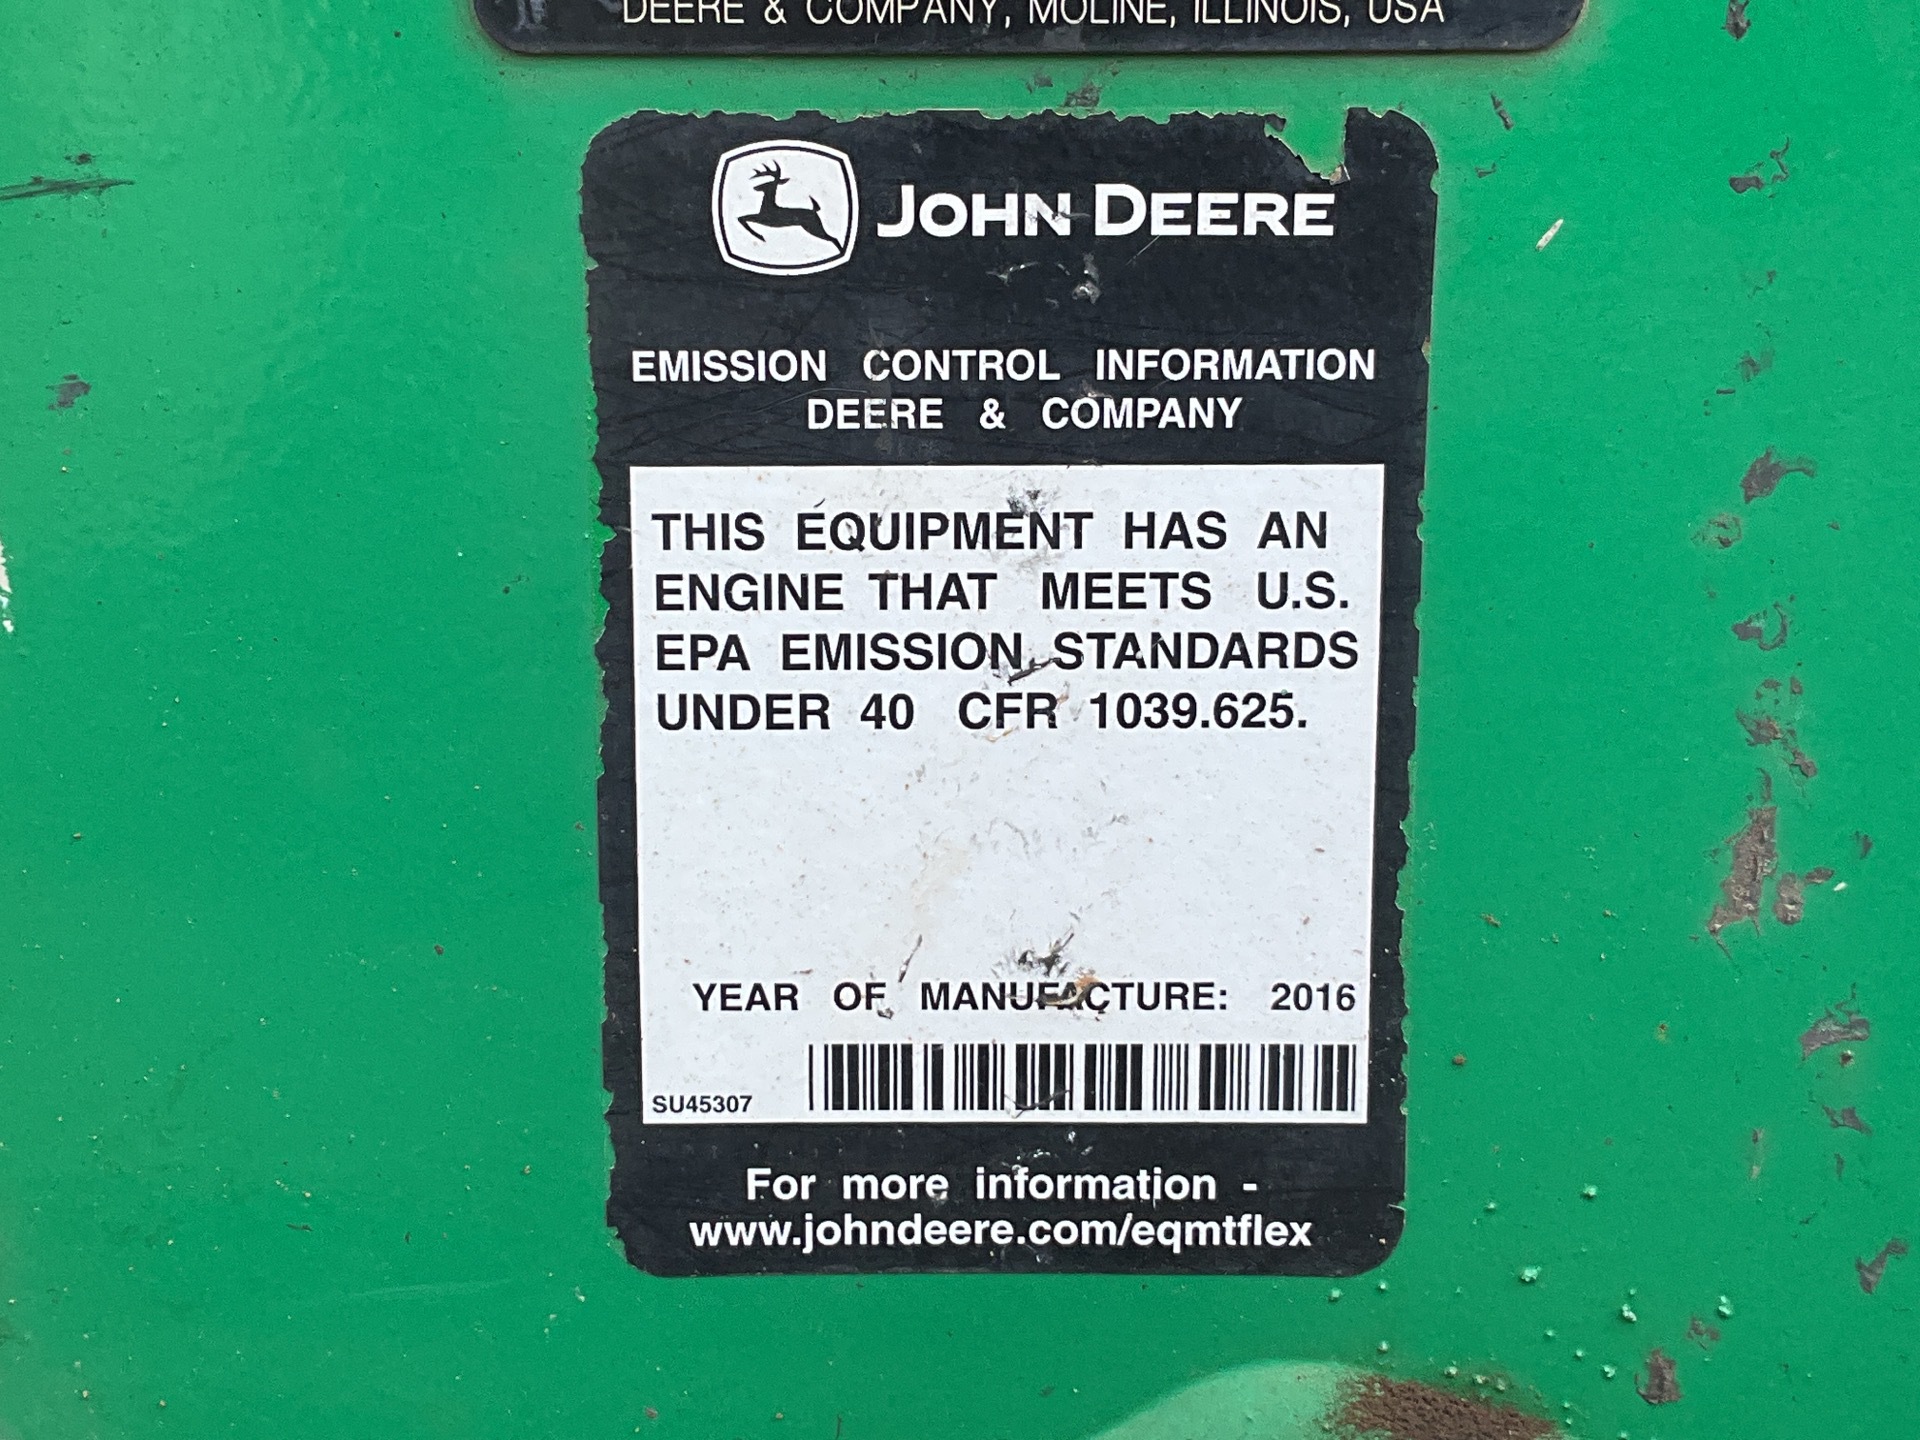 DEERE & COMPANY, MOLINE, ILLINOIS, USA
JOHN DEERE
EMISSION CONTROL INFORMATION
DEERE & COMPANY
THIS EQUIPMENT HAS AN
ENGINE THAT MEETS U.S.
EPA EMISSION STANDARDS
UNDER 40 CFR 1039.625.
YEAR OF MANUFACTURE: 2016
SU45307
For more information -
www.johndeere.com/eqmtflex